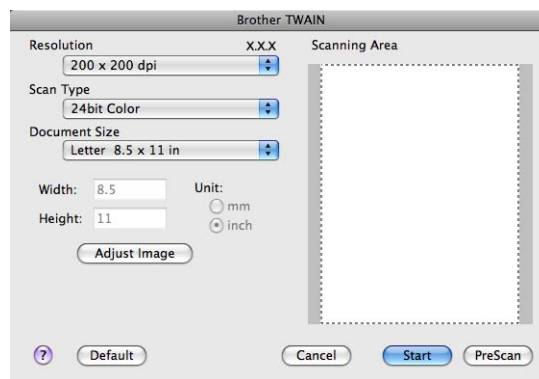 Brother TWAIN
Resolution X.X.X
200 x 200 dpi
Scan Type
24bit Color
Document Size
Letter 8.5 x 11 in
Width: 8.5
Height: 11
Unit:
mm
inch
Adjust Image
Scanning Area
? Default Cancel Start PreScan